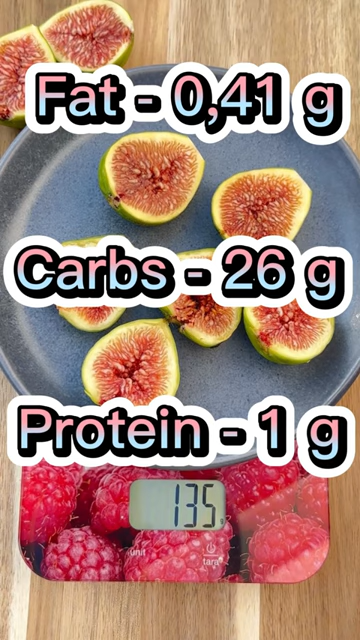 Fat - 0,41 g
Carbs - 26 g
Protein - 1 g
135
unit
tare